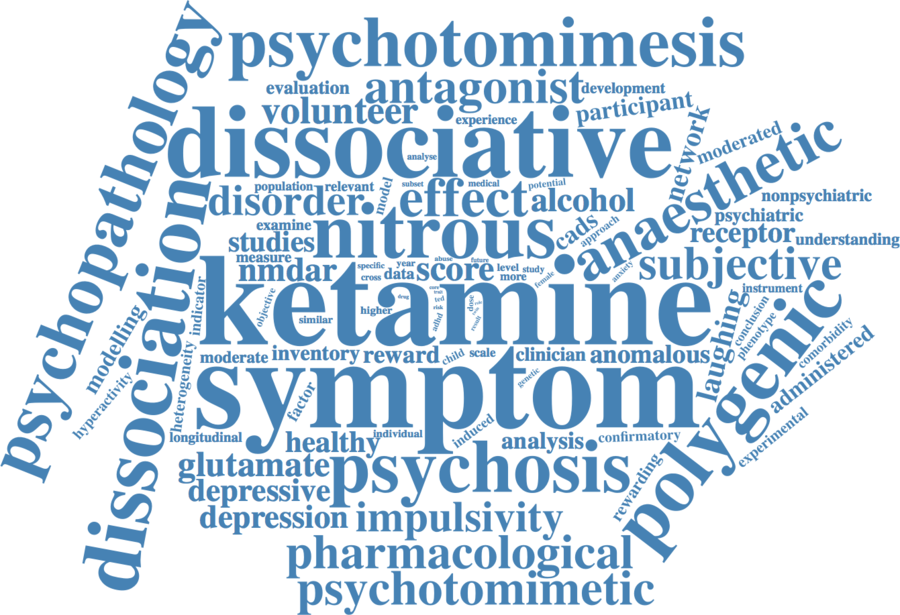 psychotomimesis
psychopathology
evaluation
antagonist
development
volunteer
experience
participant
dissociative
analyse
network
moderated
anaesthetic
population
relevant
model
subset
medical
potential
disorder
effect
alcohol
nonpsychiatric
psychiatric
examine
nitrous
cads
approach
receptor
understanding
studies
measure
nmdar
specific
cross
year
data
abuse
score
future
level
study
more
female
anxiety
subjective
dissociation
indicator
objective
ketamine
similar
higher
drug
risk
adhd
dose
result
instrument
laughing
conclusion
phenotype
polygenic
comorbidity
administered
experimental
modelling
hyperactivity
heterogeneity
moderate
inventory
reward
child
scale
clinician
anomalous
symptom
genetic
factor
longitudinal
healthy
individual
induced
analysis
confirmatory
glutamate
psychosis
rewarding
depressive
depression
impulsivity
pharmacological
psychotomimetic